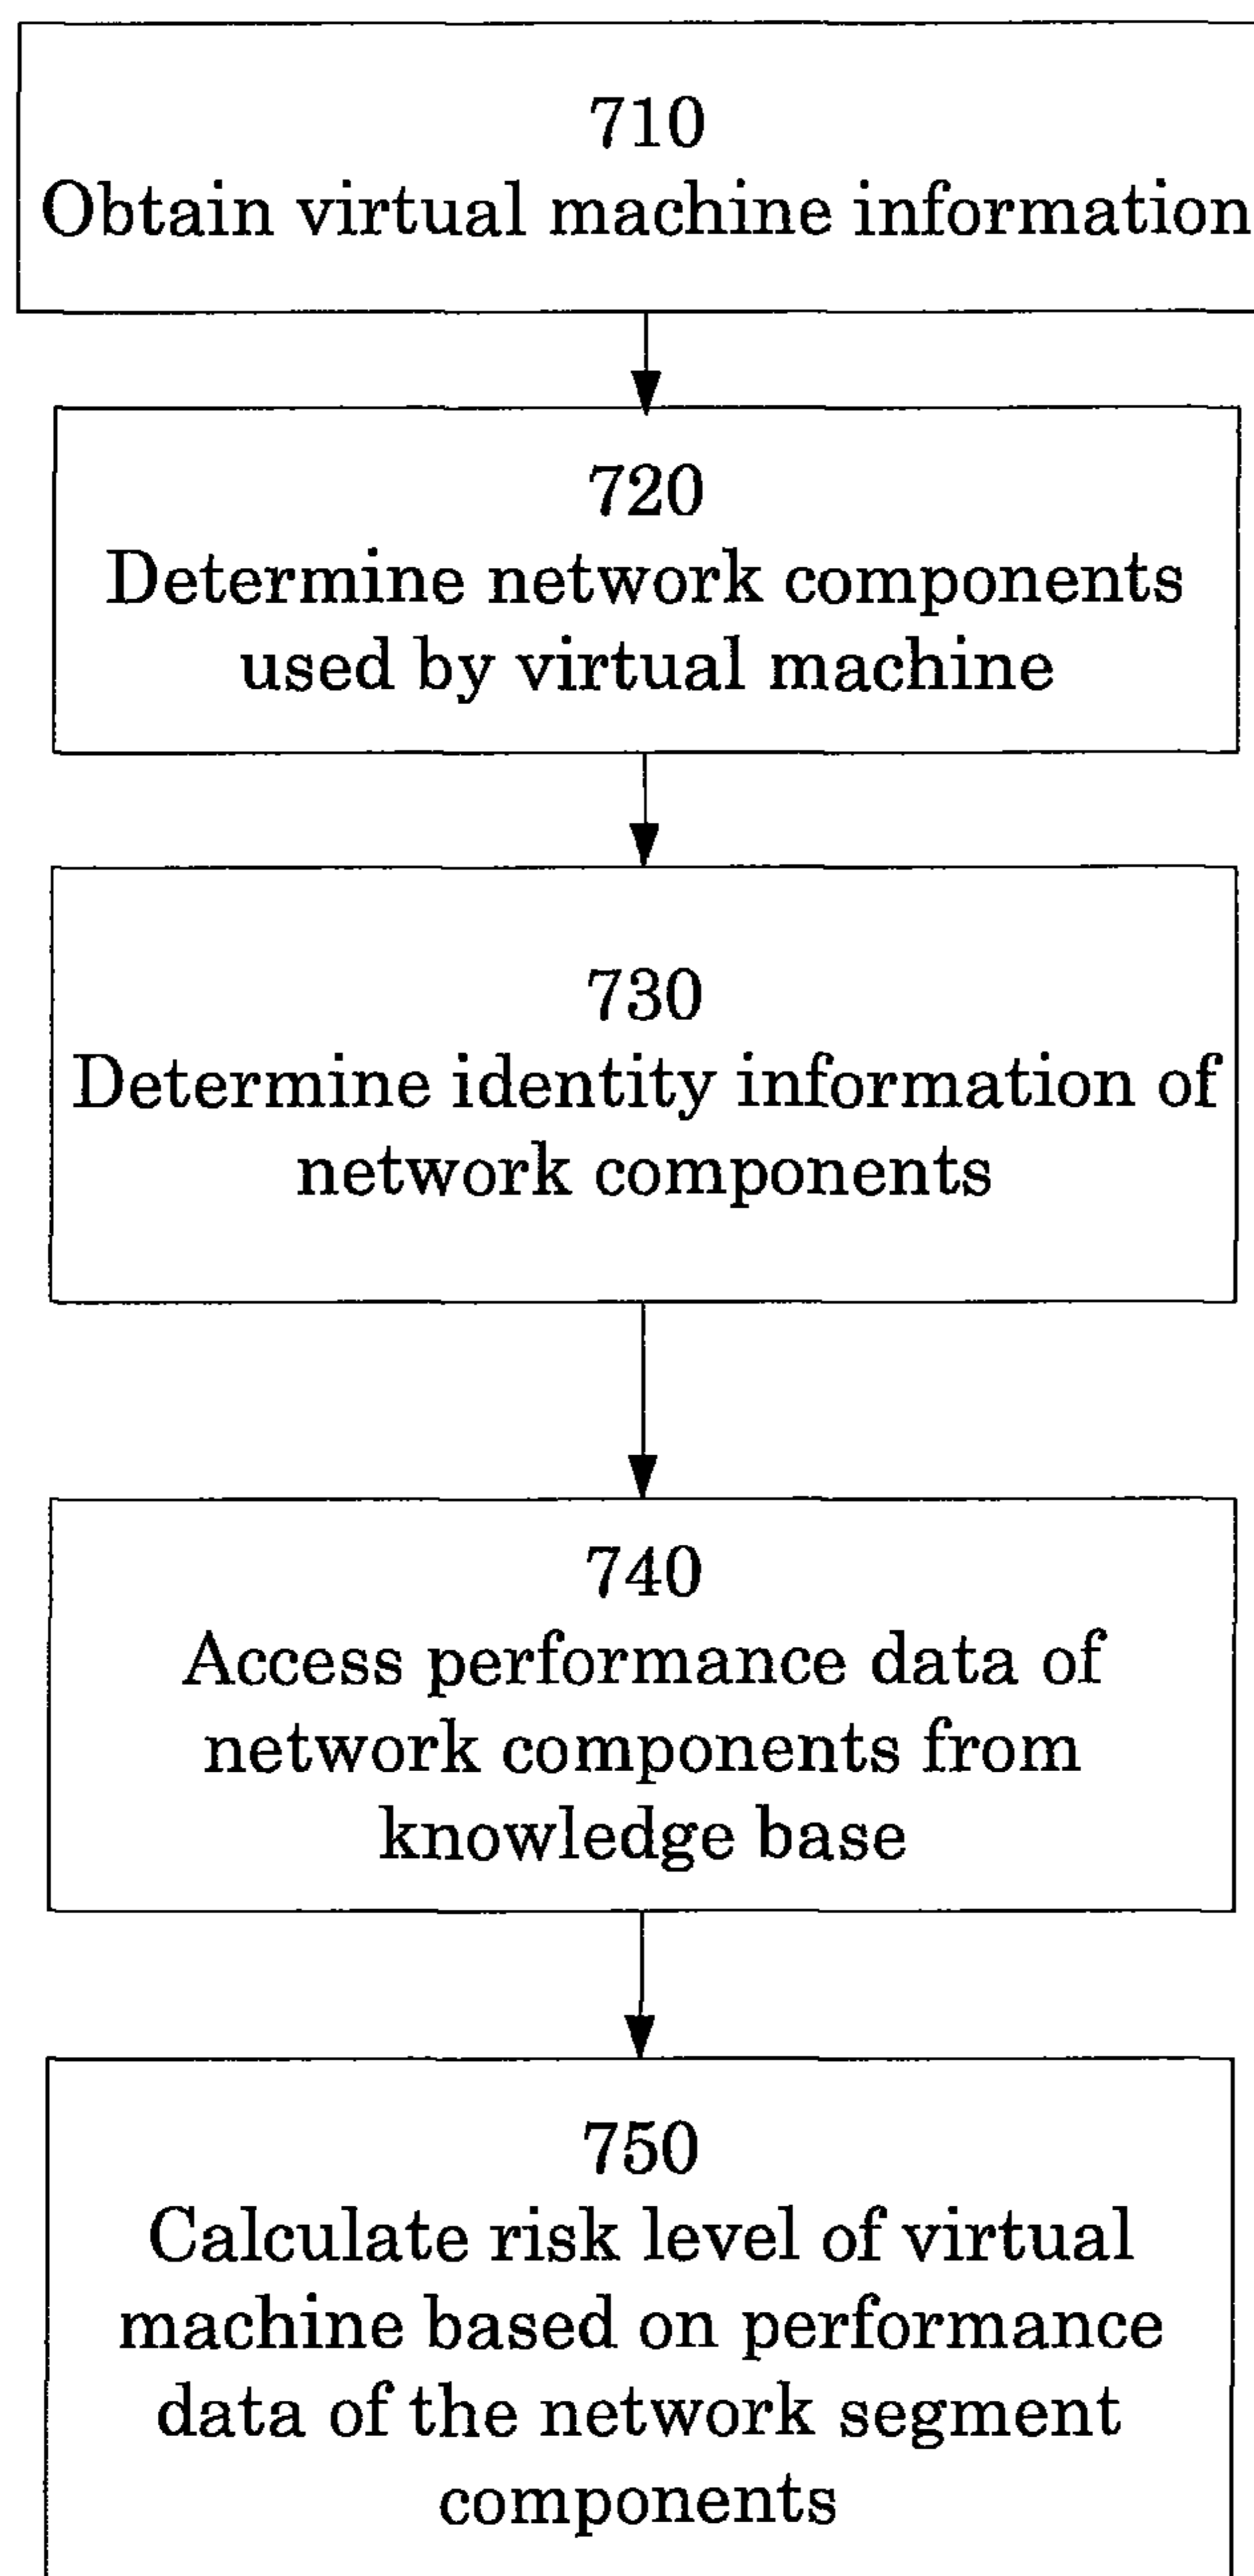 710
Obtain virtual machine information
720
Determine network components
used by virtual machine
730
Determine identity information of
network components
740
Access performance data of
network components from
knowledge base
750
Calculate risk level of virtual
machine based on performance
data of the network segment
components